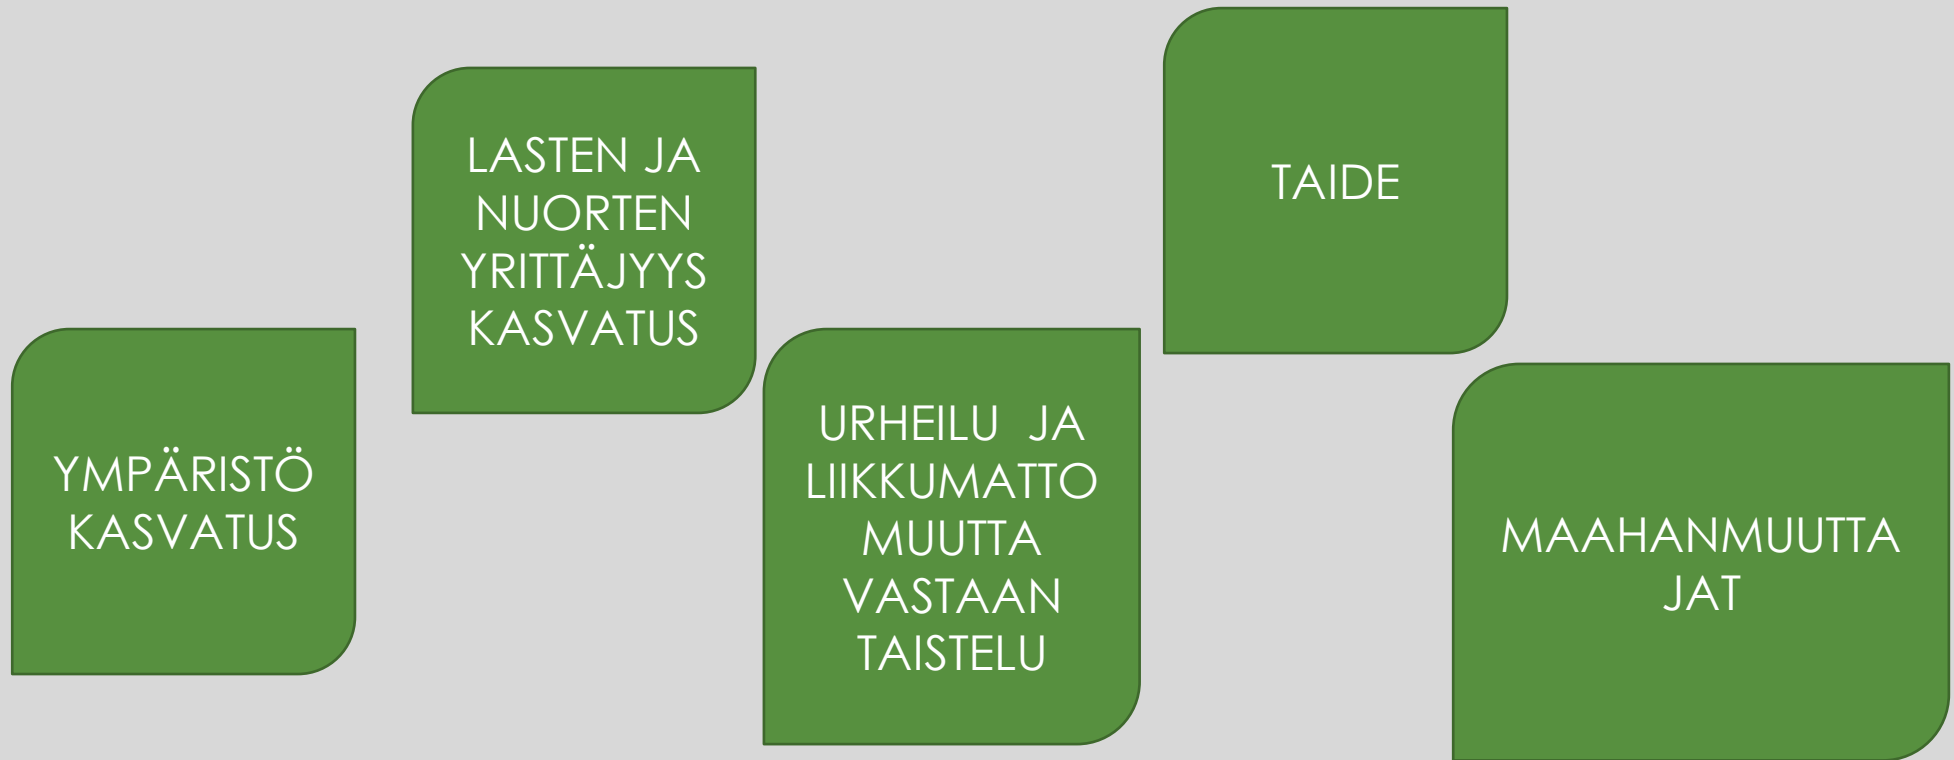 YMPÄRISTÖ
KASVATUS
LASTEN JA
NUORTEN
YRITTÄJYYS
KASVATUS
URHEILU JA
LIIKKUMATTO
MUUTTA
VASTAAN
TAISTELU
TAIDE
MAAHANMUUTTA
JAT